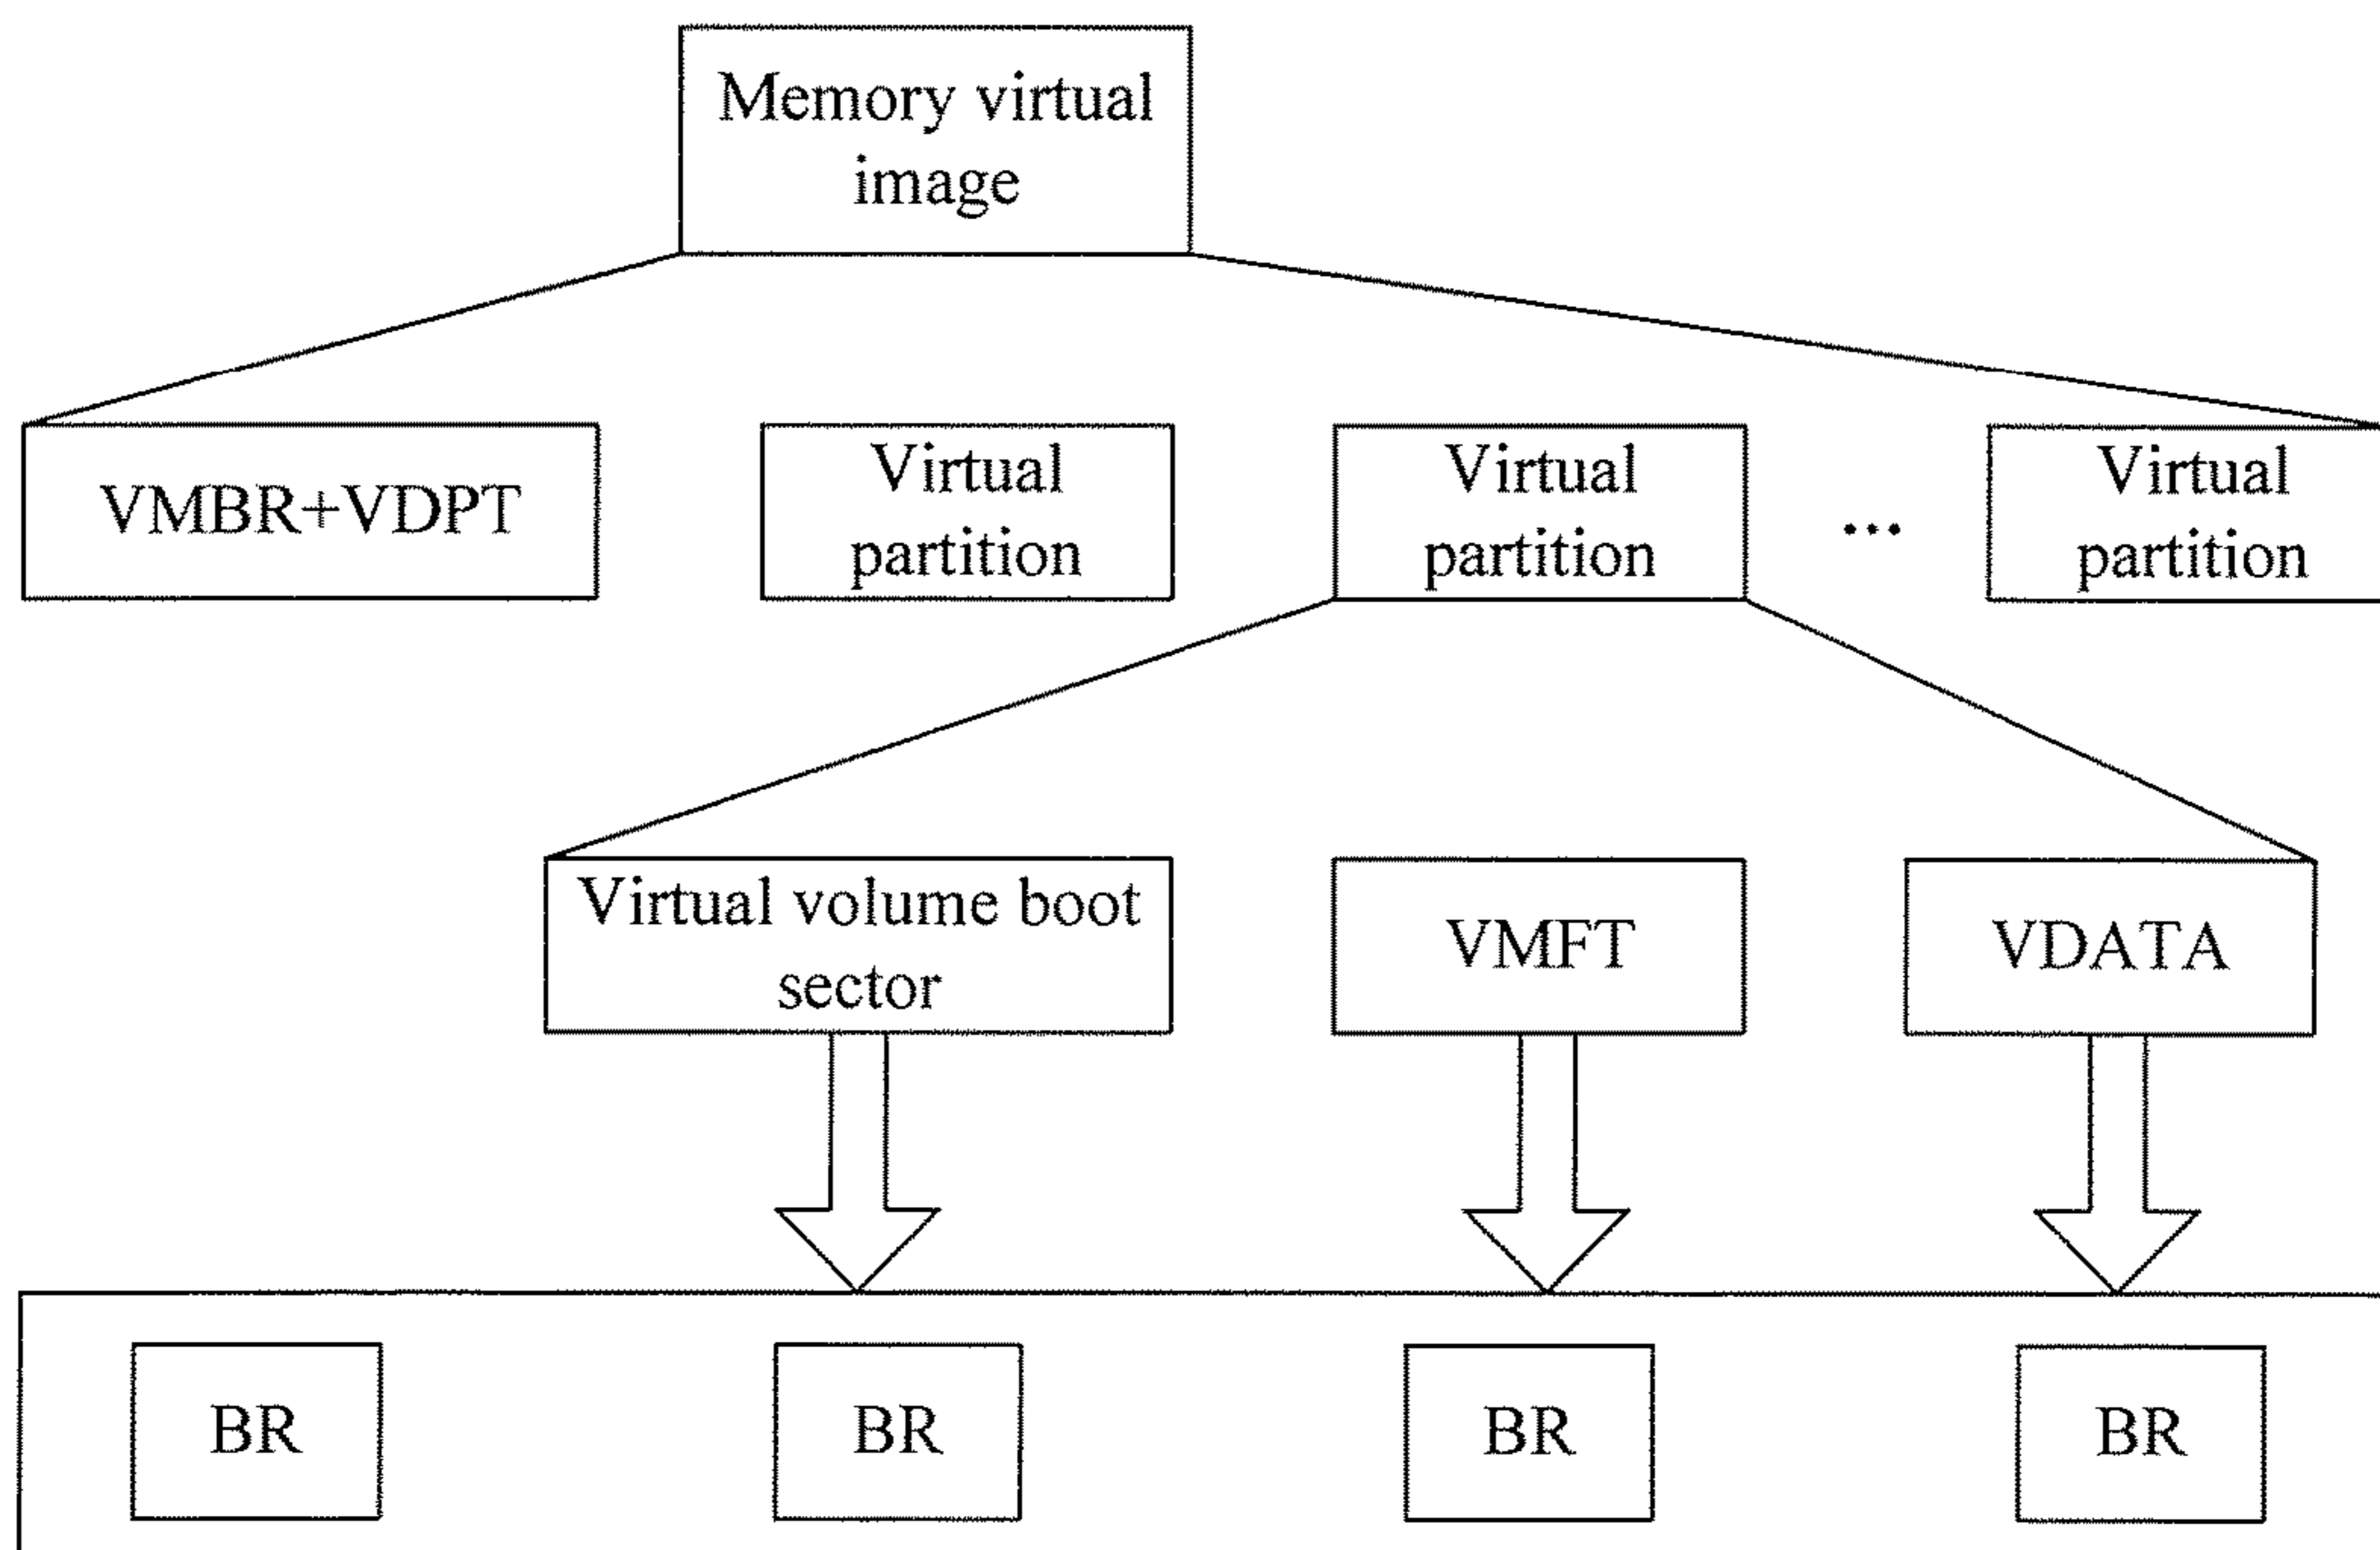 Memory virtual
image
VMBR+VDPT
Virtual
partition
Virtual
partition
...
Virtual
partition
Virtual volume boot
sector
VMFT
VDATA
BR
BR
BR
BR